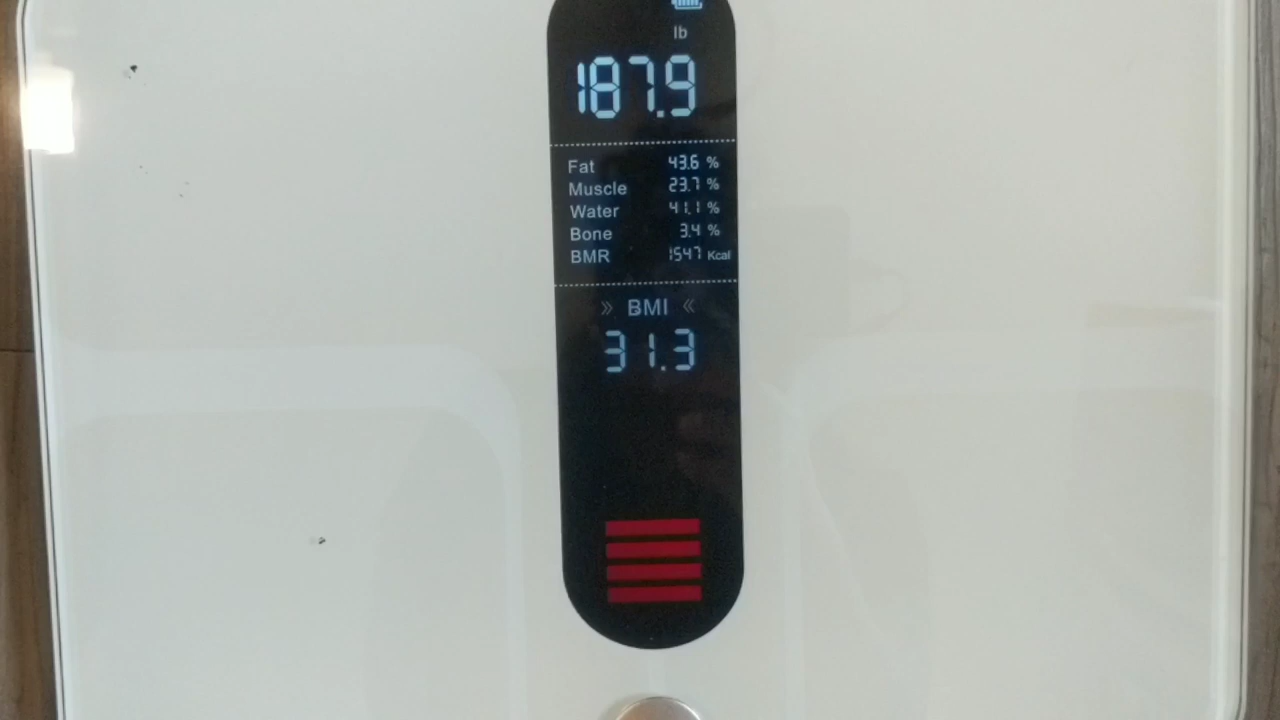 lb
187.9
Fat 43.6 %
Muscle 23.7 %
Water 41.1 %
Bone 3.4 %
BMR 1547 Kcal
» BMI «
31.3